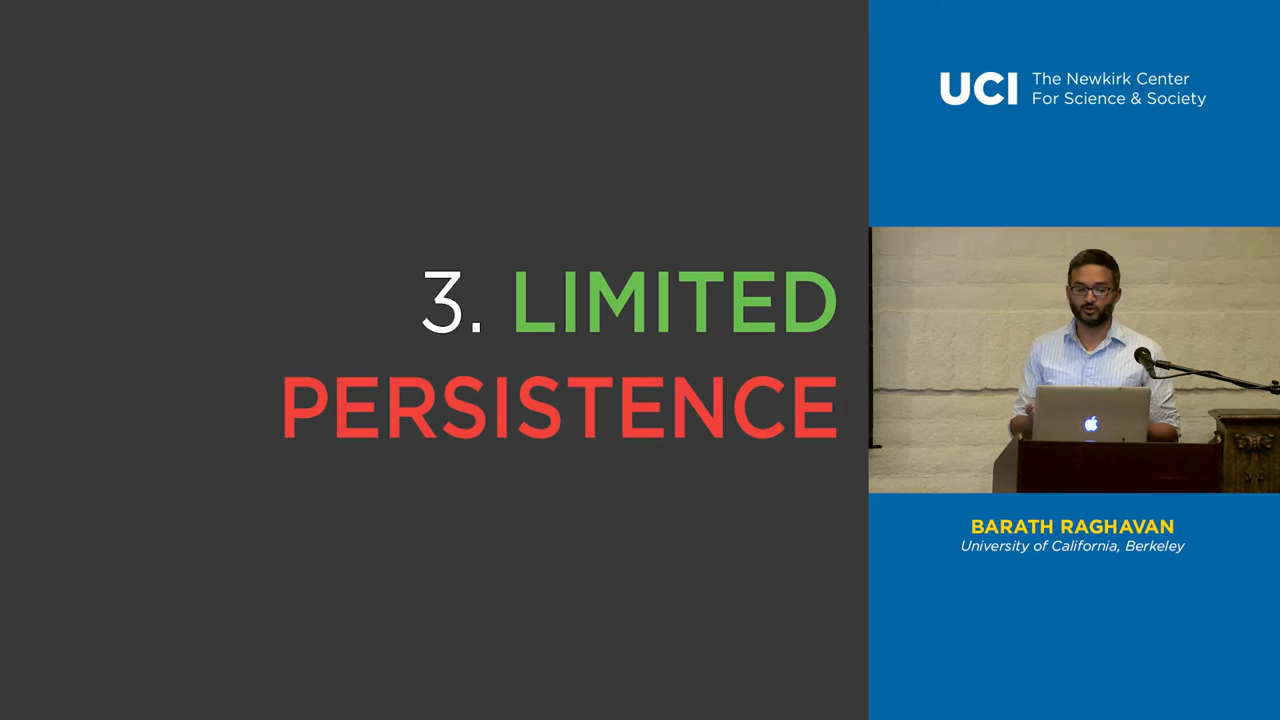 3. LIMITED
PERSISTENCE
UCI
The Newkirk Center
For Science & Society
BARATH RAGHAVAN
University of California, Berkeley